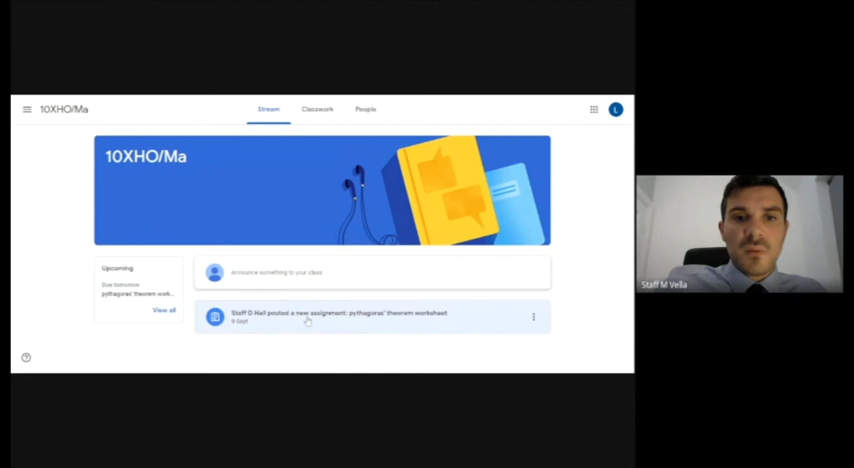 10XHO/Ma
Stream
Classwork
People
L
10XHO/Ma
Upcoming
Due tomorrow
pythagoras' theorem work...
View all
Announce something to your class
Staff D Hall posted a new assignment: pythagoras' theorem worksheet
9 Sept
Staff M Vella